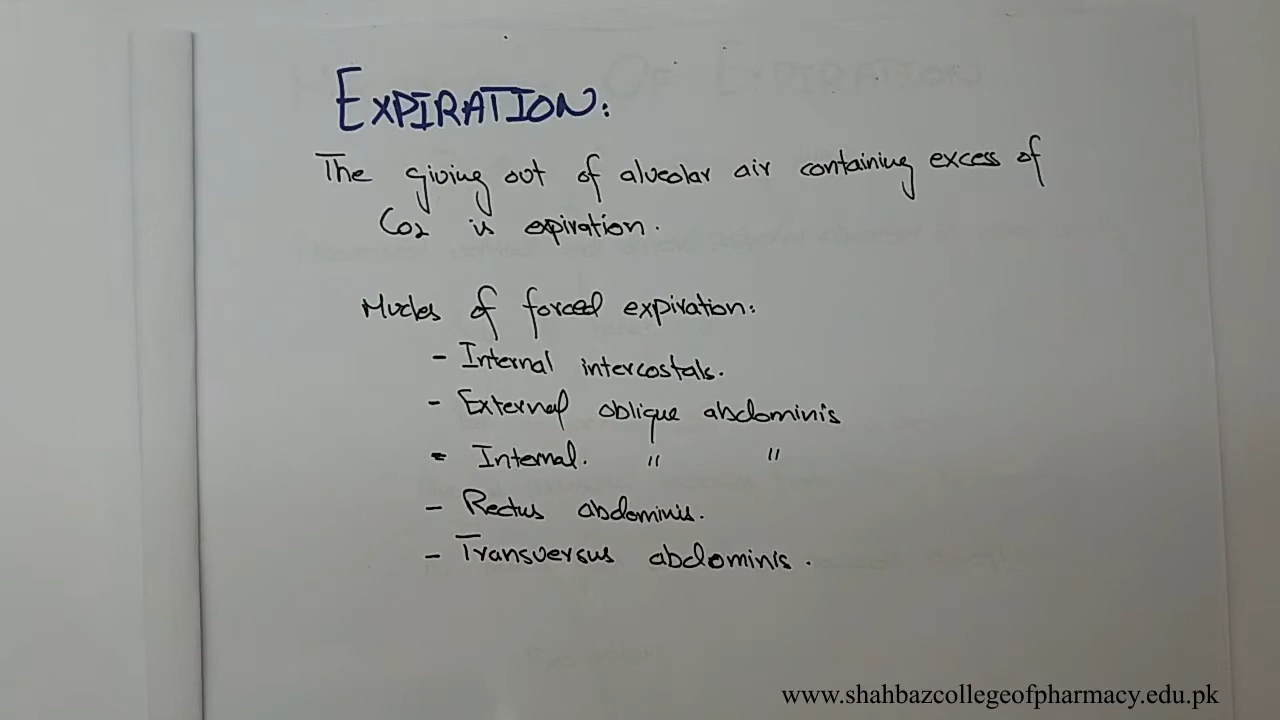 EXPIRATION:
The giving out of alveolar air containing excess of
CO2 is expiration.
Mucles of forced expiration:
- Internal intercostals.
- External oblique abdominis
- Internal. " "
- Rectus abdominis.
- Transversus abdominis.
www.shahbazcollegeofpharmacy.edu.pk